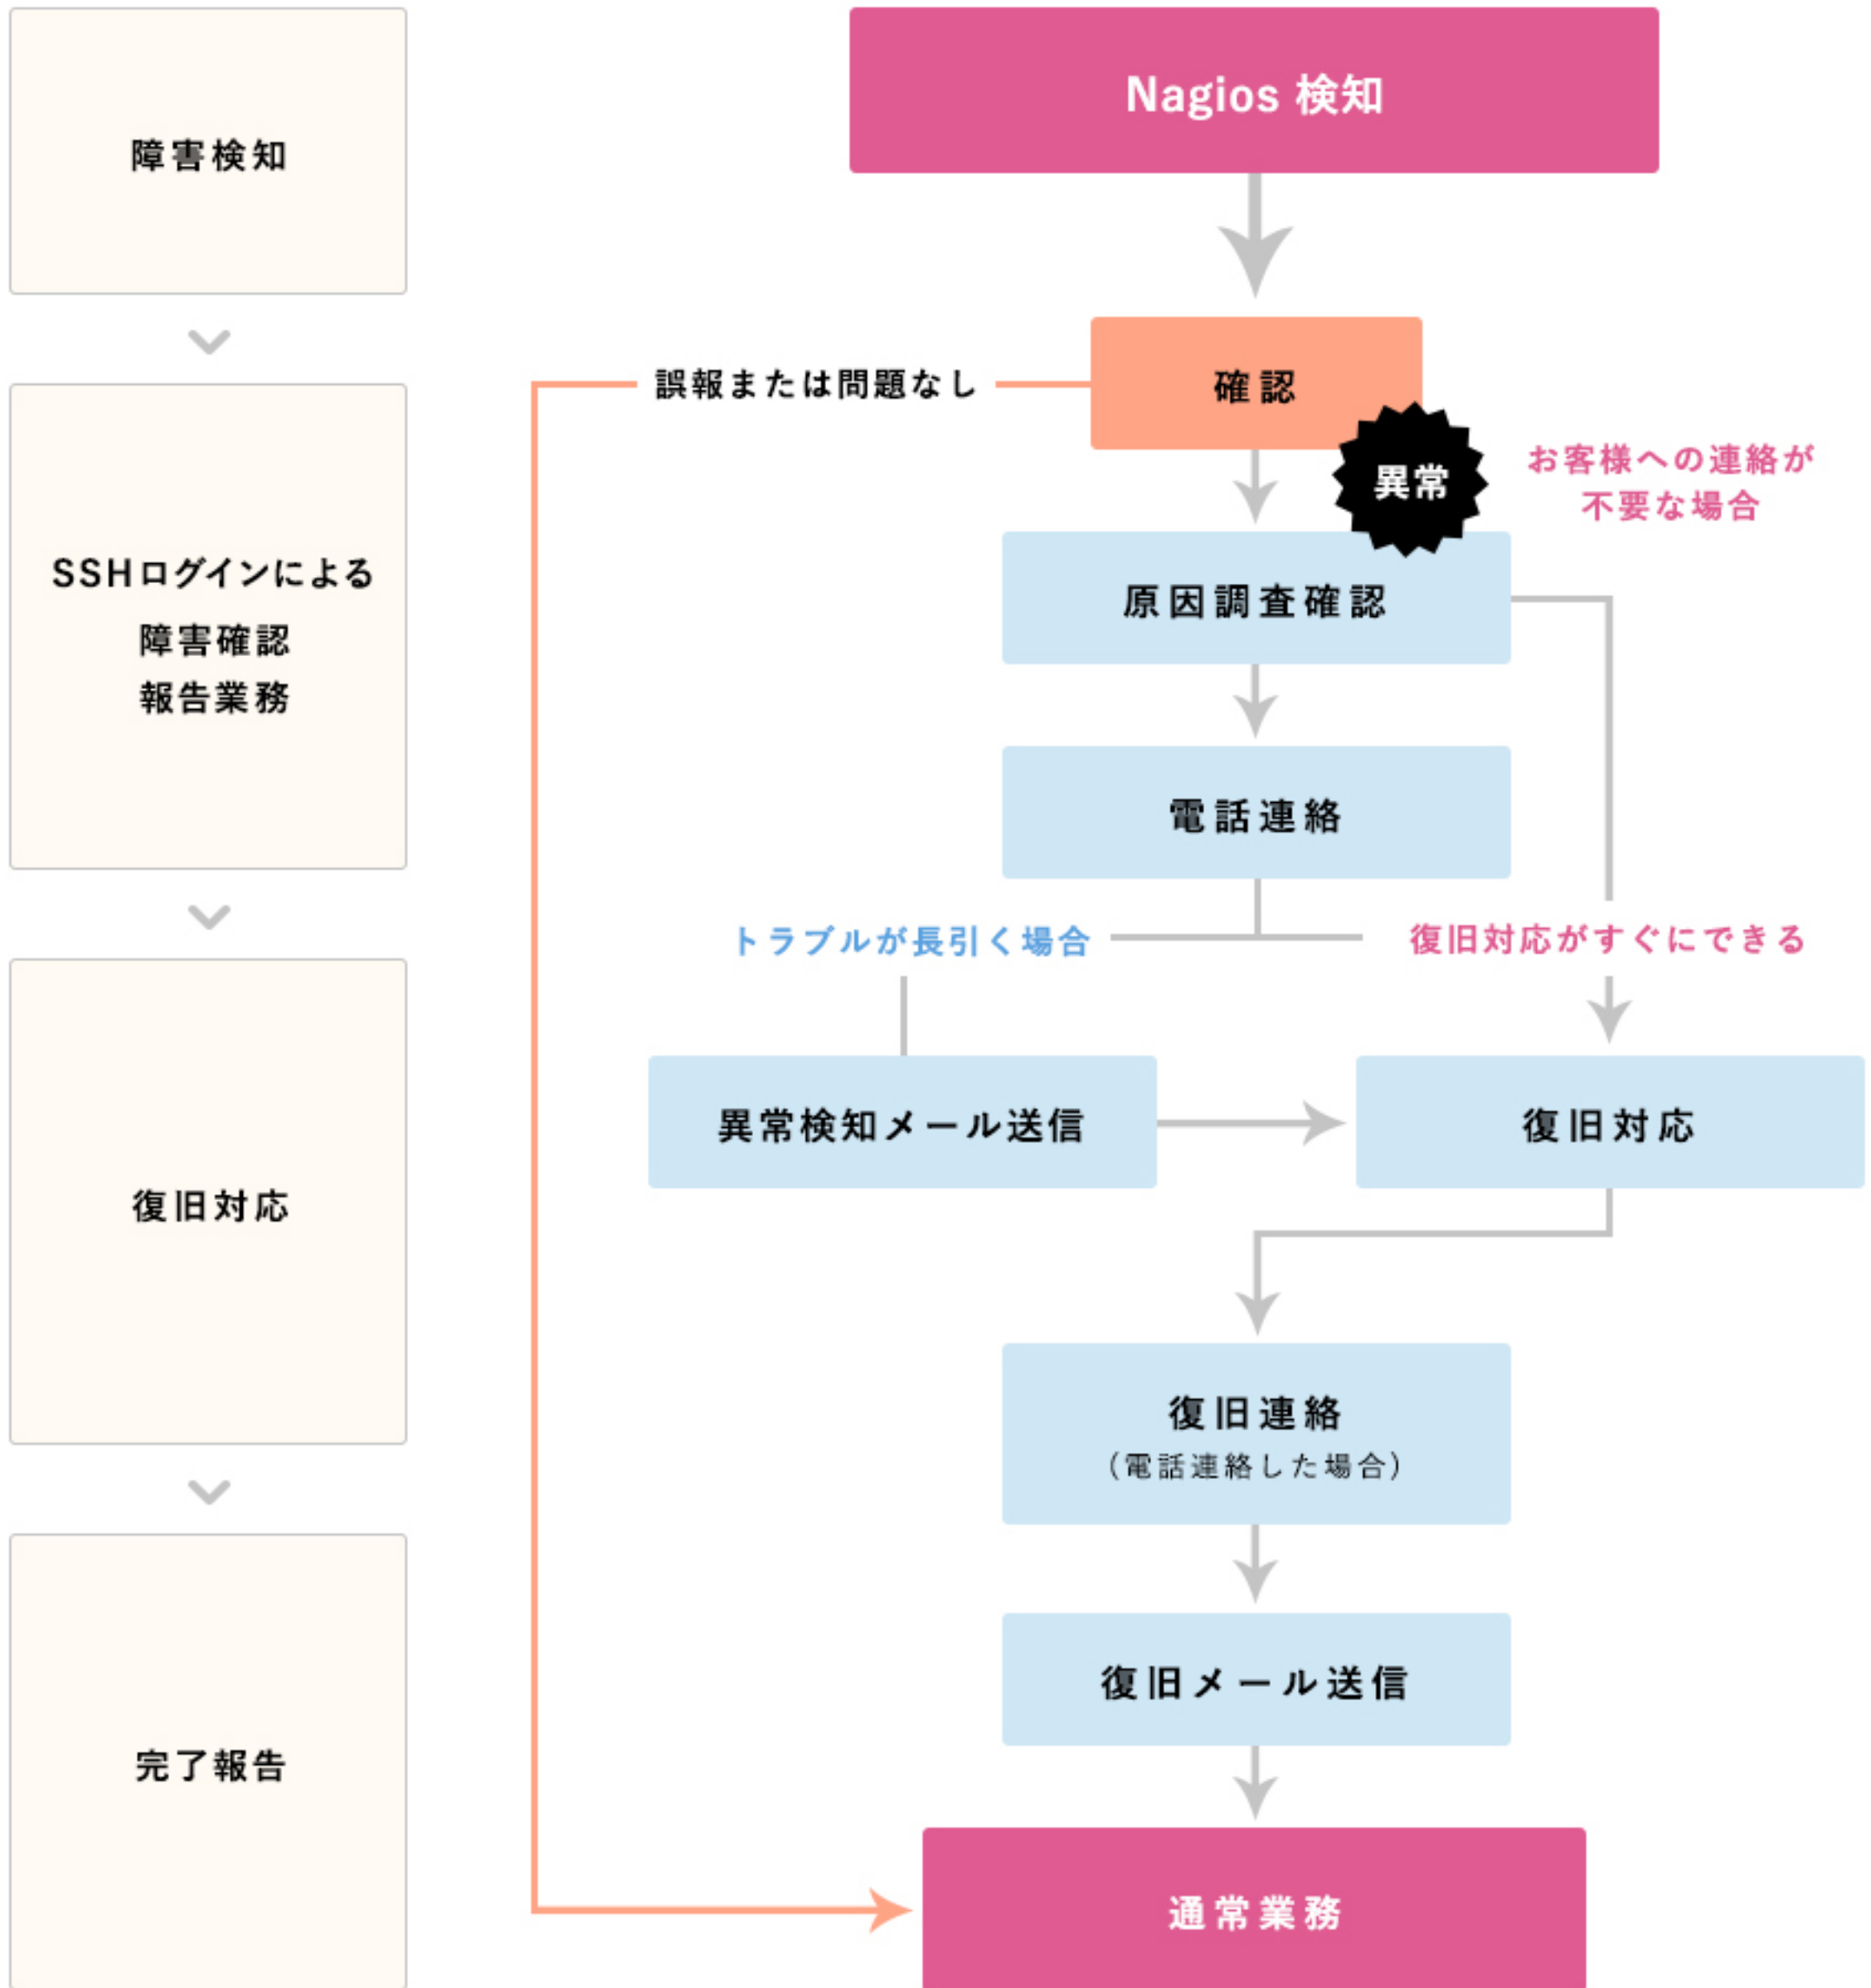 障害検知
SSHログインによる
障害確認
報告業務
復旧対応
完了報告
Nagios 検知
確認
誤報または問題なし
異常
お客様への連絡が
不要な場合
原因調査確認
電話連絡
トラブルが長引く場合
復旧対応がすぐにできる
異常検知メール送信
復旧対応
復旧連絡
（電話連絡した場合）
復旧メール送信
通常業務